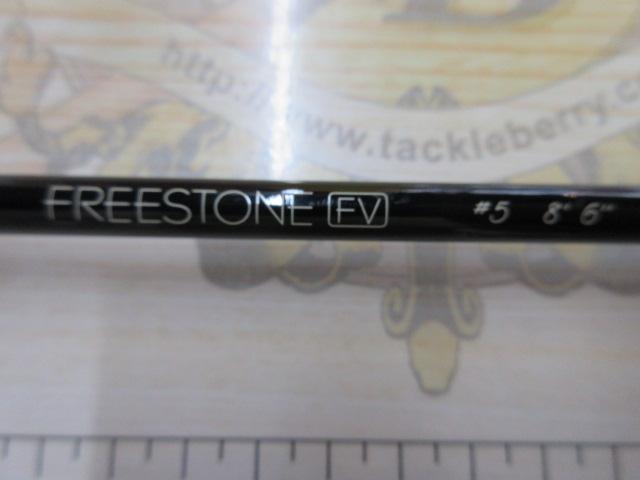 http://www.tackleberry.c
FREESTONE FV #5 8' 6"